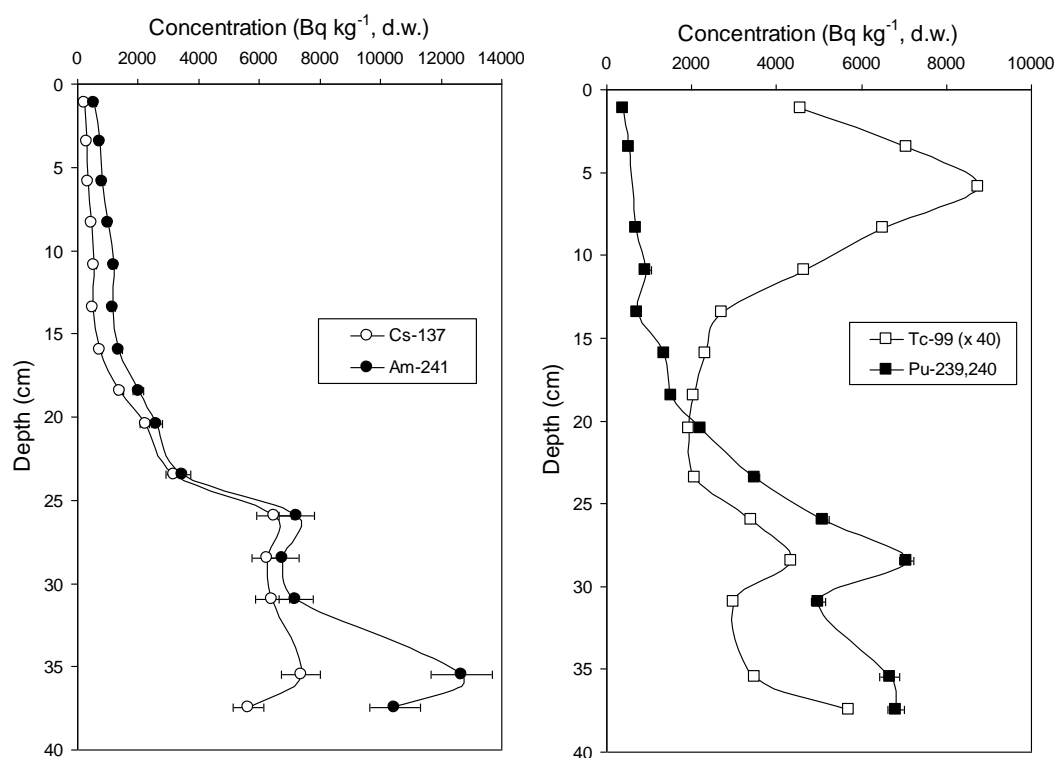 Concentration (Bq kg-1, d.w.)
0 2000 4000 6000 8000 10000 12000 14000
0
5
10
15
20
25
30
35
40
Depth (cm)
Cs-137
Am-241
Concentration (Bq kg-1, d.w.)
0 2000 4000 6000 8000 10000
0
5
10
15
20
25
30
35
40
Depth (cm)
Tc-99 (x 40)
Pu-239,240